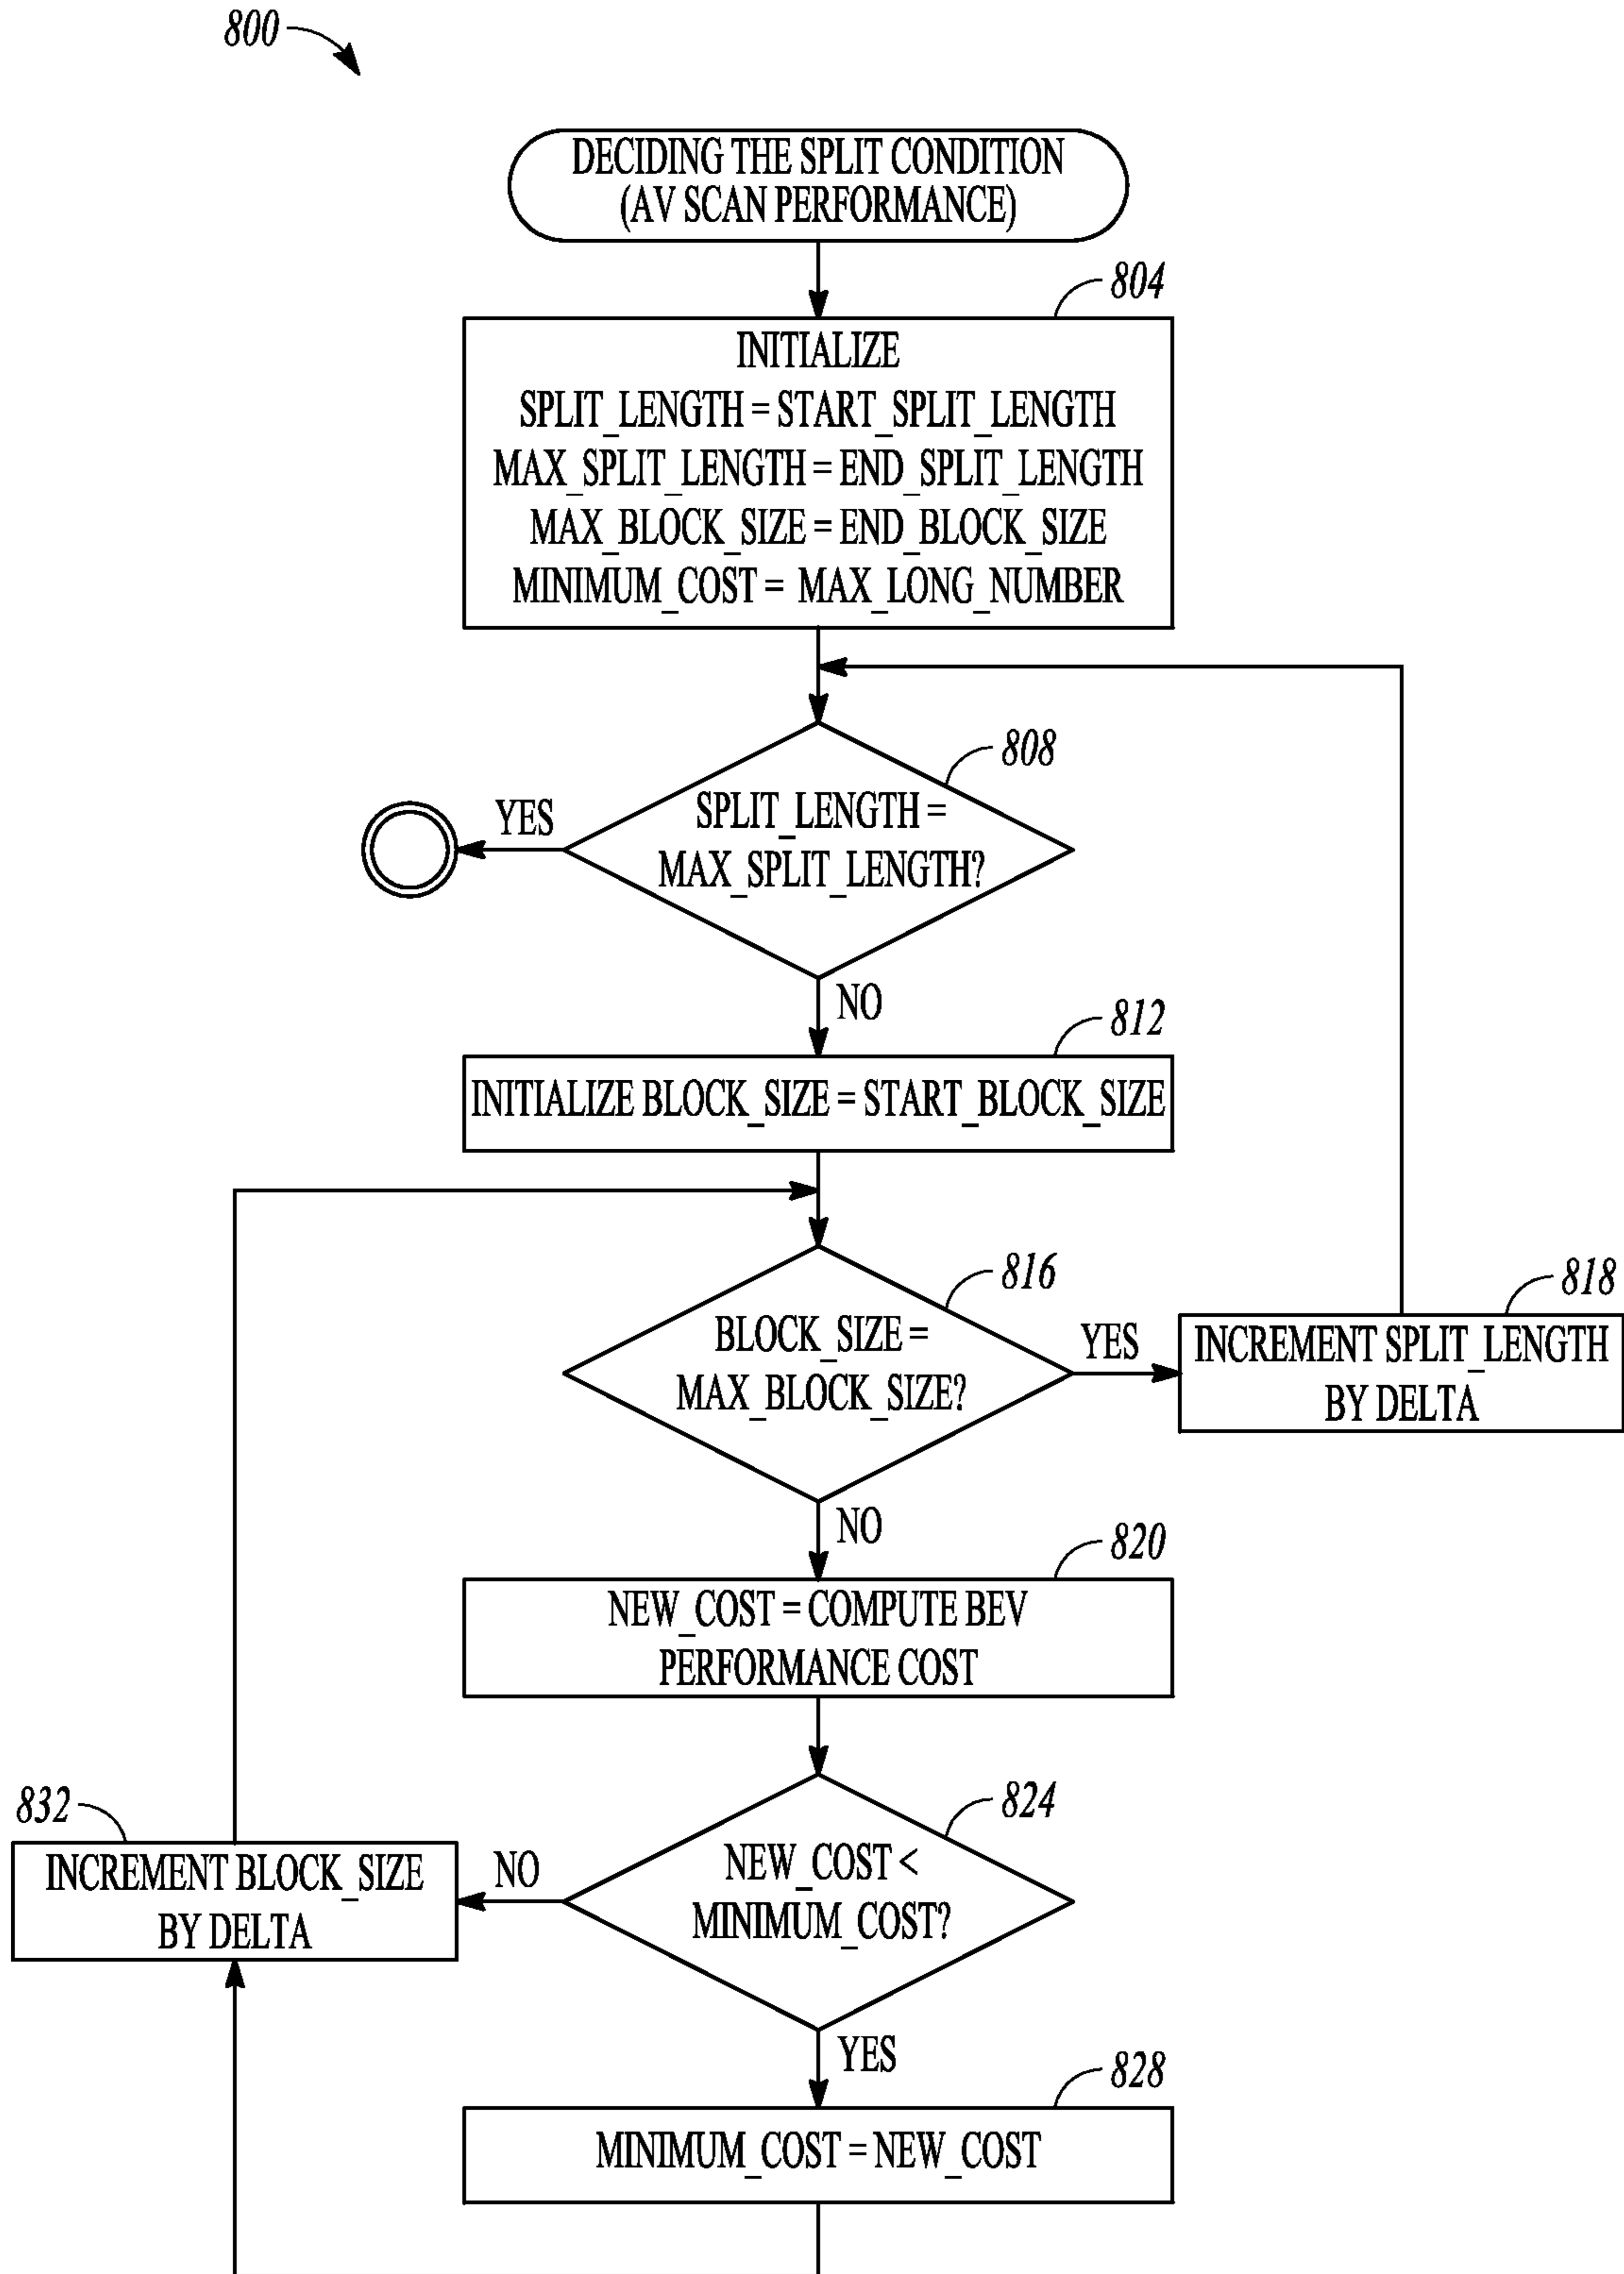 800
DECIDING THE SPLIT CONDITION
(AV SCAN PERFORMANCE)
804
INITIALIZE
SPLIT_LENGTH = START_SPLIT_LENGTH
MAX_SPLIT_LENGTH = END_SPLIT_LENGTH
MAX_BLOCK_SIZE = END_BLOCK_SIZE
MINIMUM_COST = MAX_LONG_NUMBER
808
SPLIT_LENGTH =
MAX_SPLIT_LENGTH?
YES
NO
812
INITIALIZE BLOCK_SIZE = START_BLOCK_SIZE
816
BLOCK_SIZE =
MAX_BLOCK_SIZE?
YES
818
INCREMENT SPLIT_LENGTH
BY DELTA
NO
820
NEW_COST = COMPUTE BEV
PERFORMANCE COST
824
NEW_COST <
MINIMUM_COST?
NO
832
INCREMENT BLOCK_SIZE
BY DELTA
YES
828
MINIMUM_COST = NEW_COST